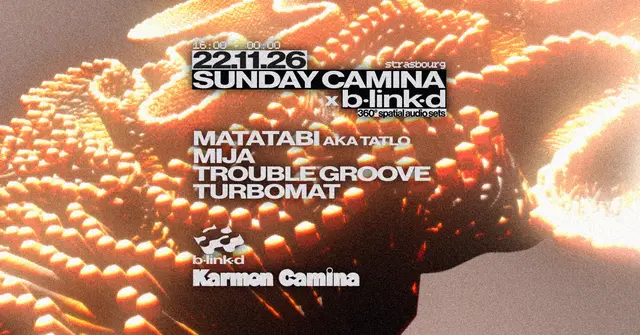 16:00 00:00
22.11.26
strasbourg
SUNDAY CAMINA
x b·link·d
360° spatial audio sets
MATATABI AKA TATLO
MIJA
TROUBLE GROOVE
TURBOMAT
b·link·d
Karmen Camina